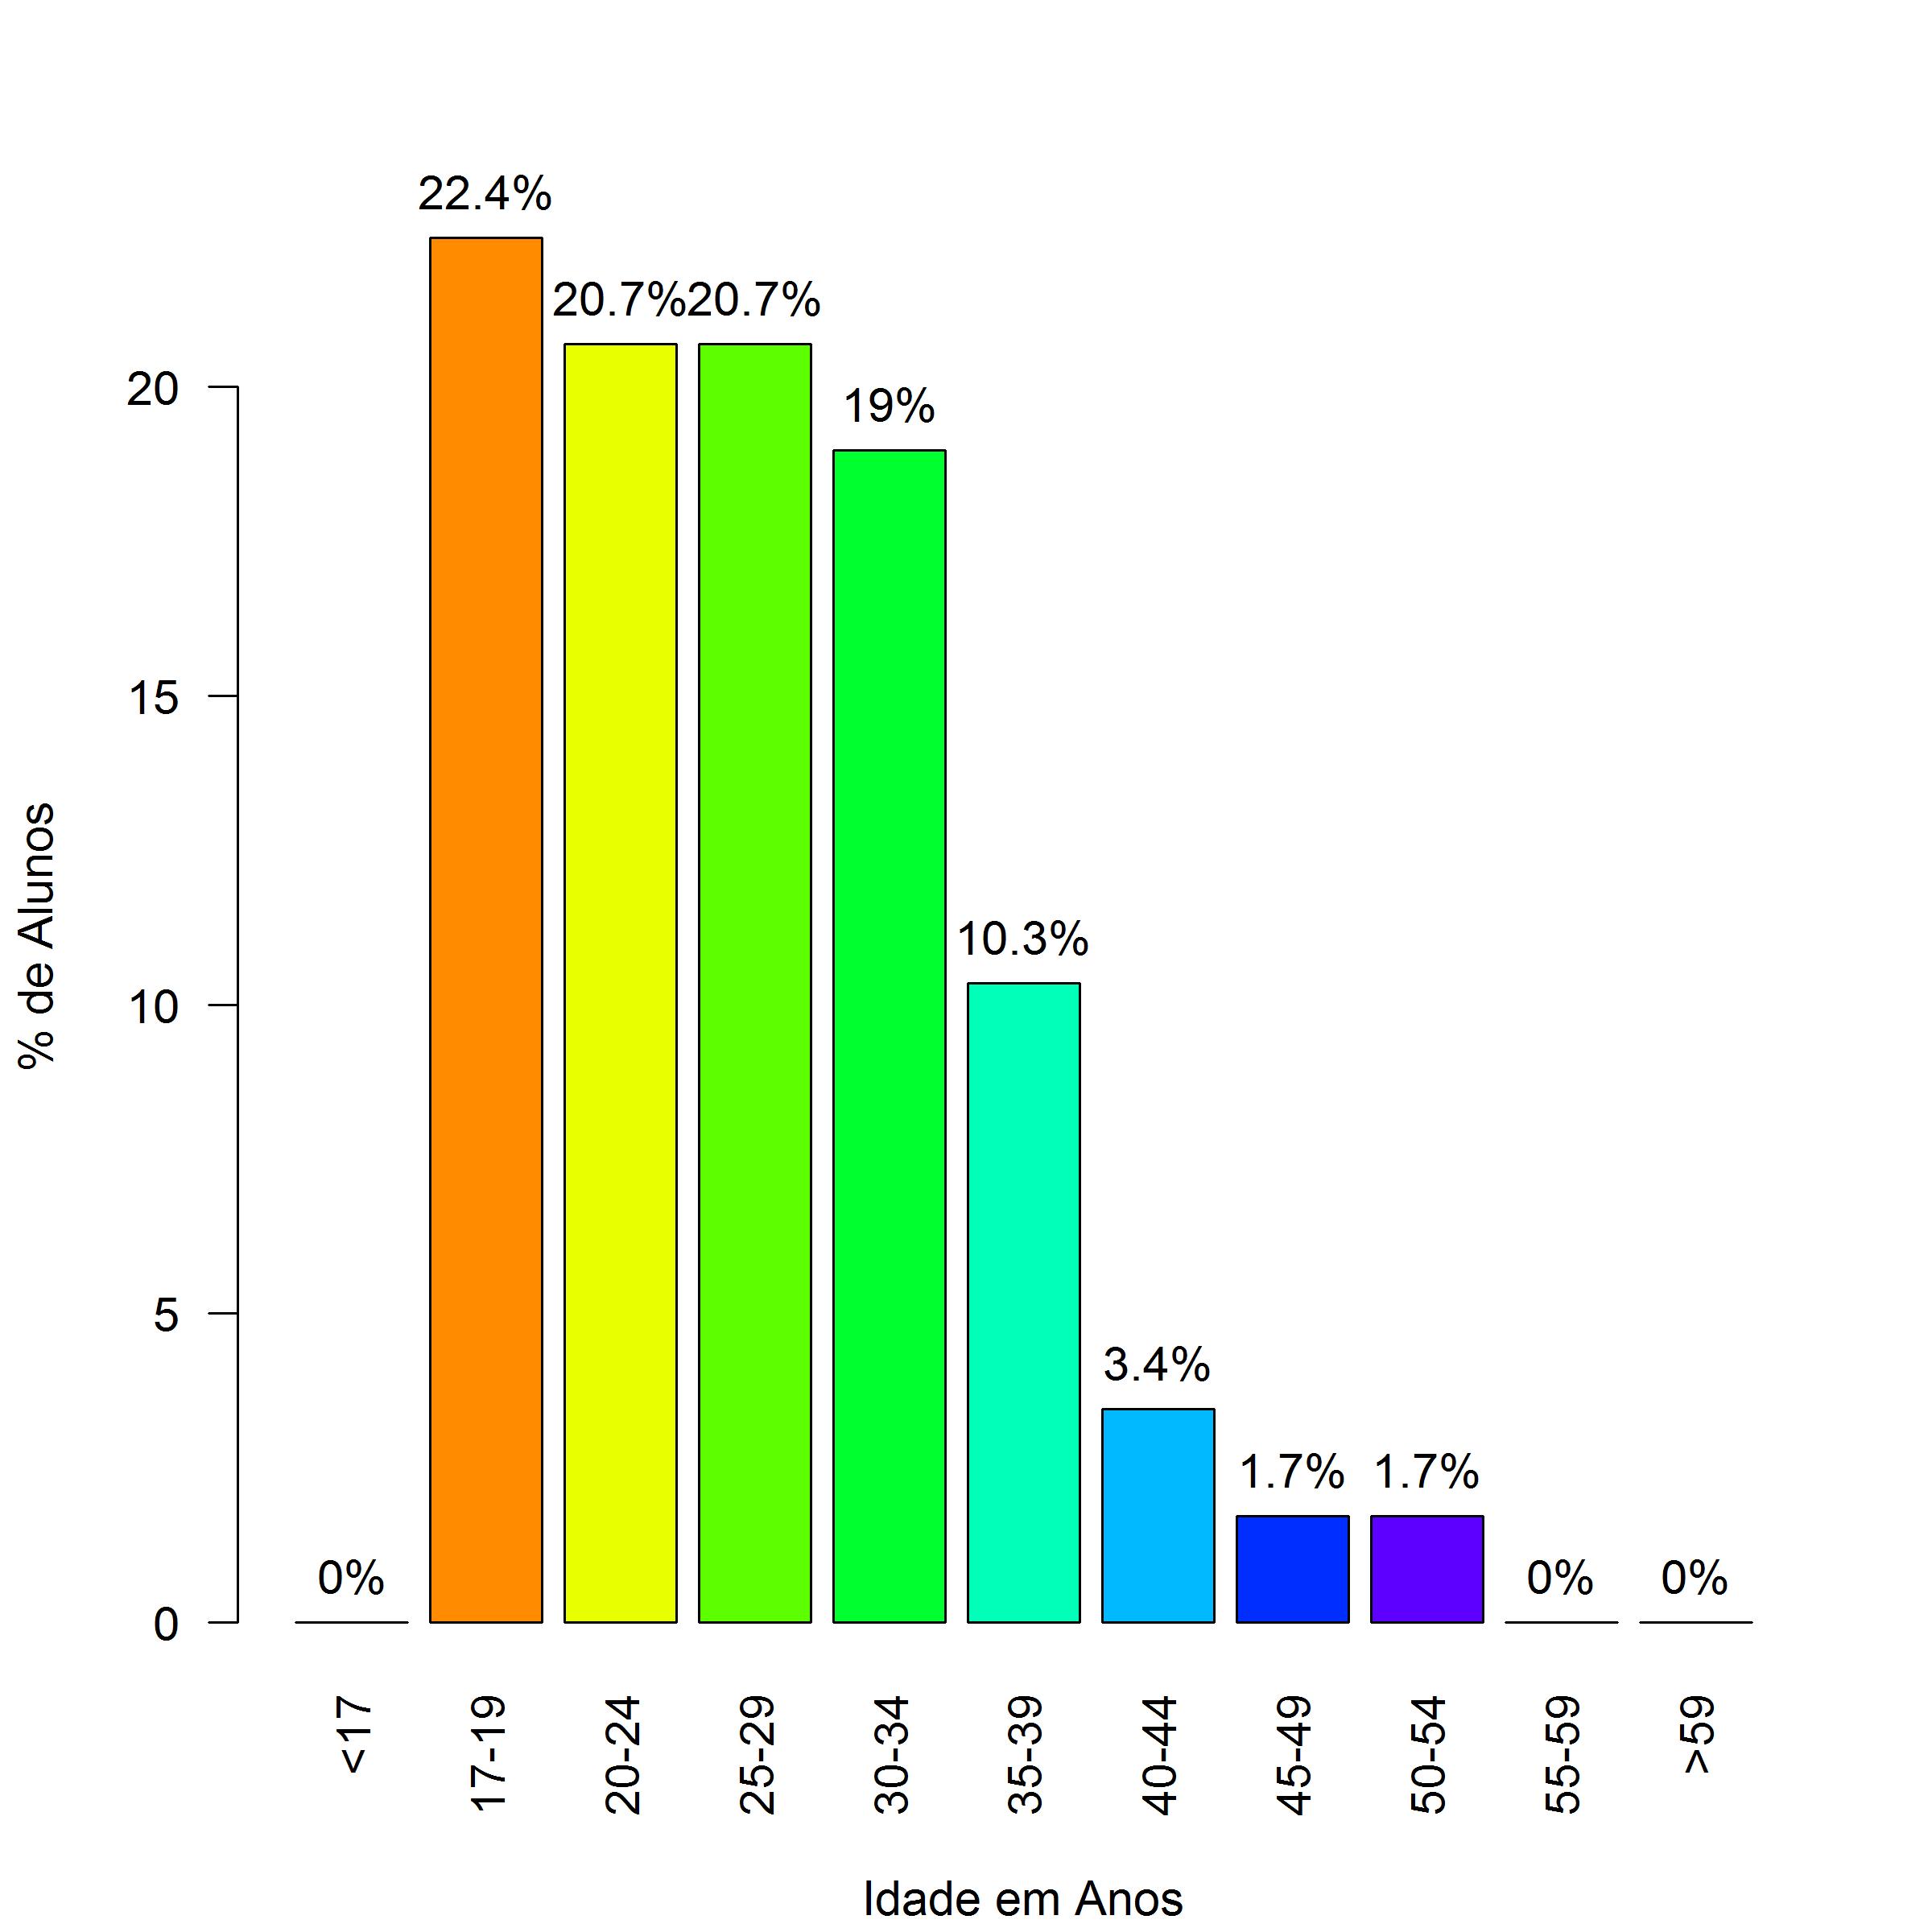 22.4%
20.7% 20.7%
19%
10.3%
3.4%
1.7% 1.7%
0% 0% 0%
20
15
10
5
0
% de Alunos
<17 17-19 20-24 25-29 30-34 35-39 40-44 45-49 50-54 55-59 >59
Idade em Anos